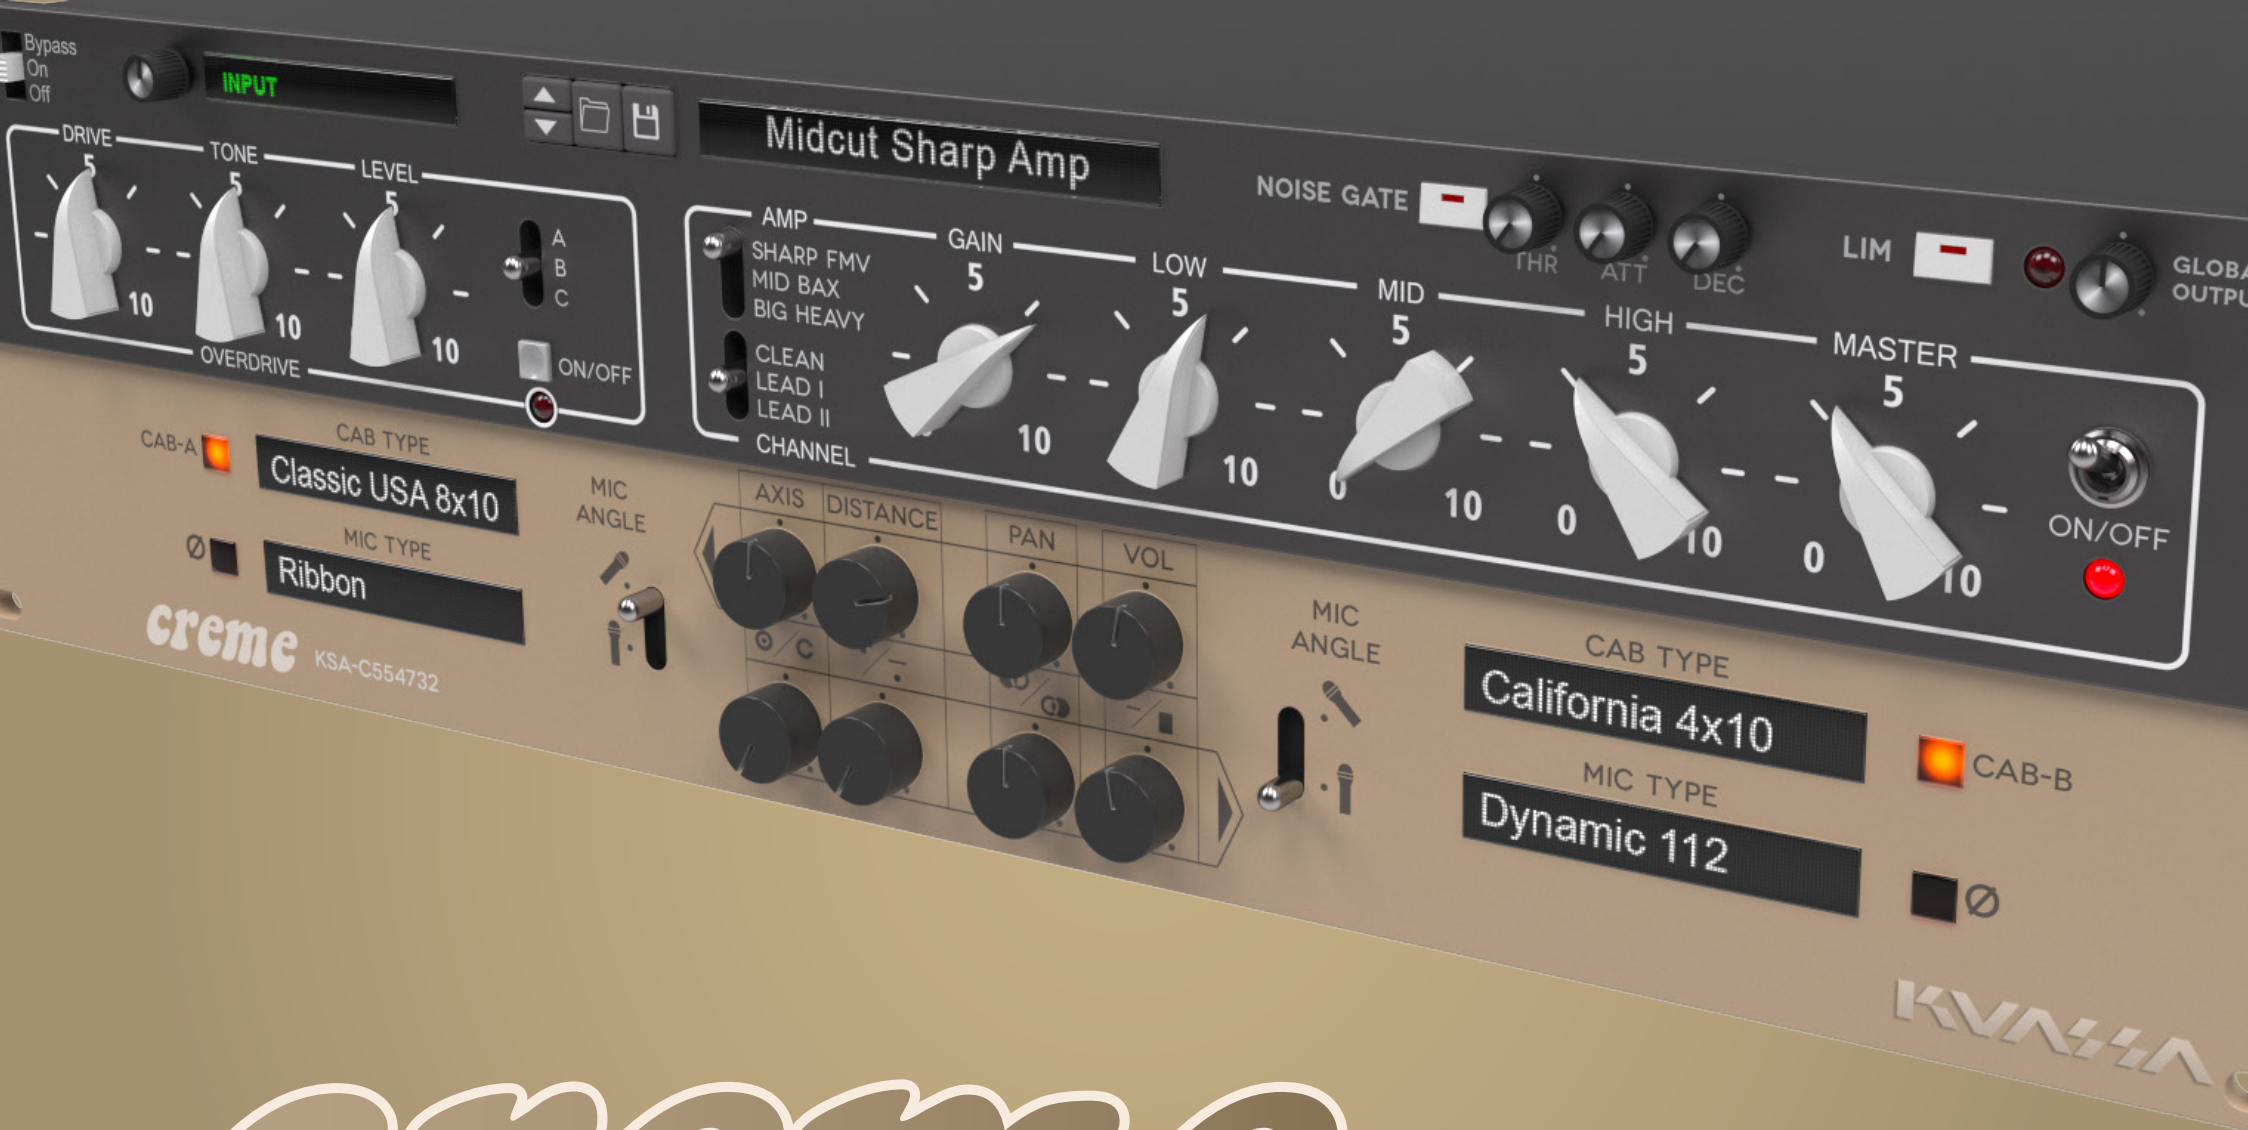 Bypass
On
Off
INPUT
Midcut Sharp Amp
DRIVE
5
10
TONE
5
10
LEVEL
5
10
A
B
C
ON/OFF
OVERDRIVE
AMP
SHARP FMV
MID BAX
BIG HEAVY
CLEAN
LEAD I
LEAD II
CHANNEL
GAIN
5
10
LOW
5
10
MID
5
0
10
HIGH
5
0
10
MASTER
5
0
10
NOISE GATE
THR
ATT
DEC
LIM
ON/OFF
CAB-A
CAB TYPE
Classic USA 8x10
Ø
MIC TYPE
Ribbon
creme
KSA-C554732
MIC
ANGLE
AXIS
DISTANCE
PAN
VOL
C
MIC
ANGLE
CAB TYPE
California 4x10
CAB-B
MIC TYPE
Dynamic 112
Ø
KVASSA
creme